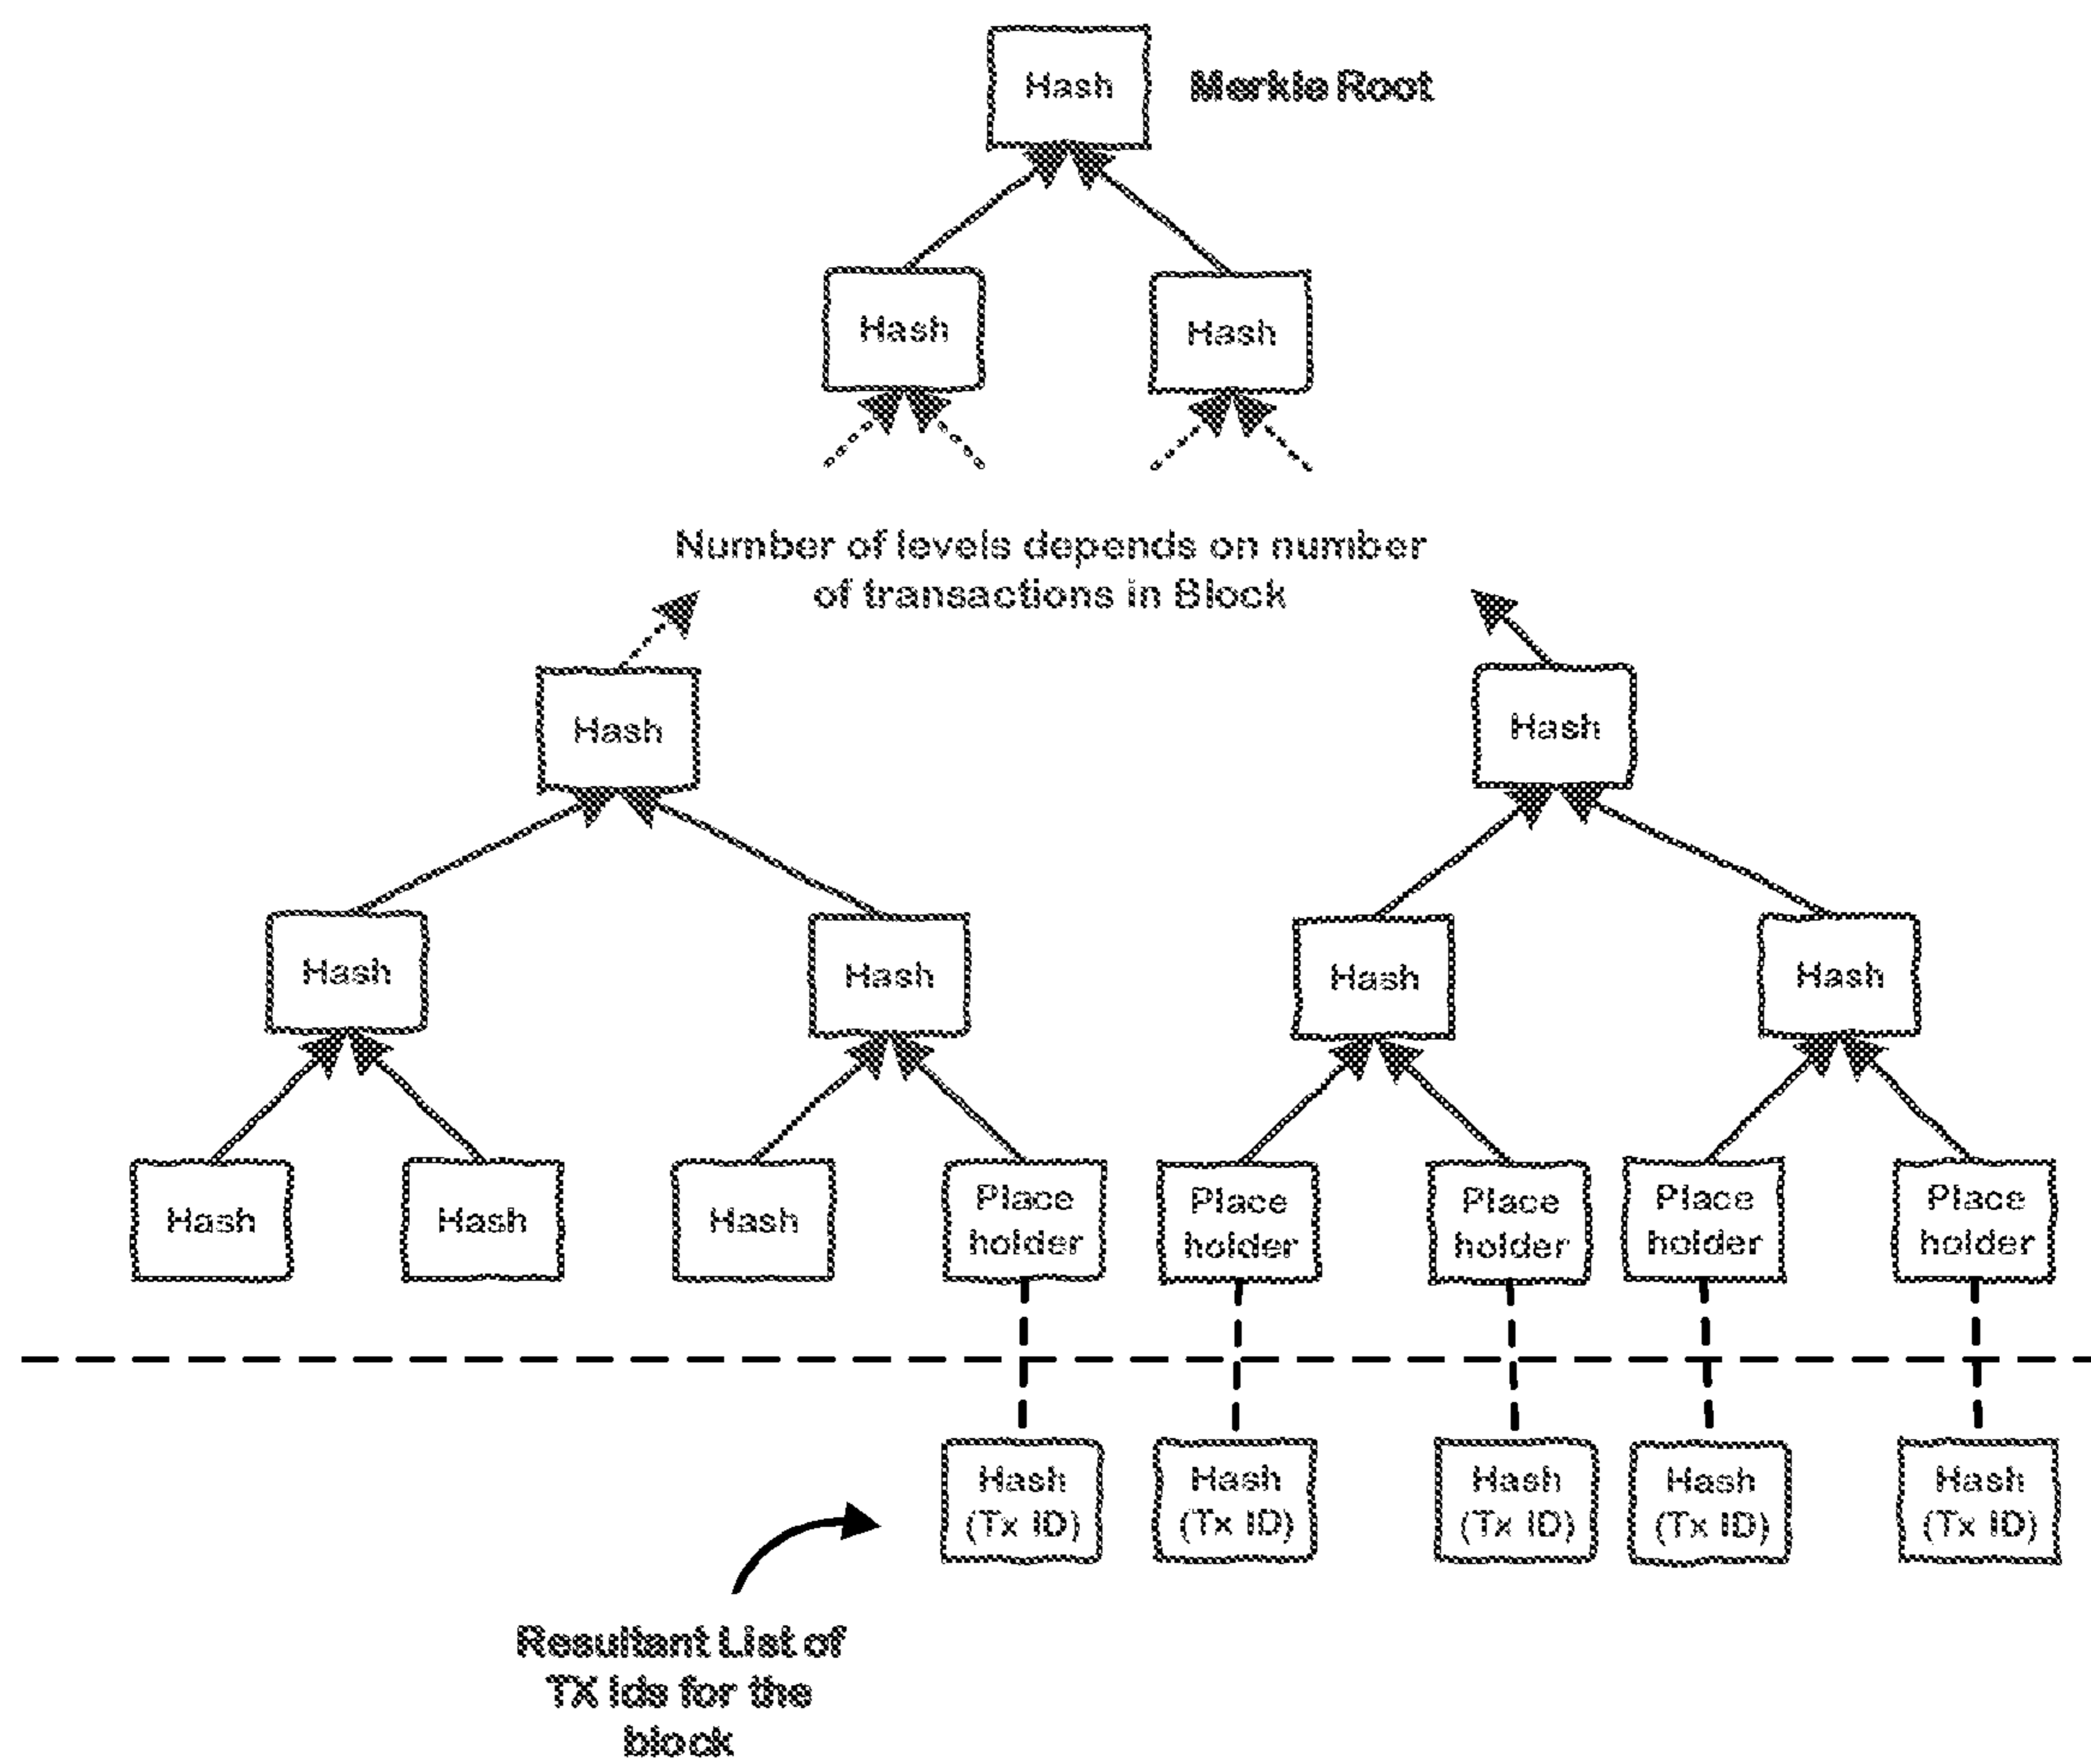 Hash
Merkle Root
Hash
Hash
Number of levels depends on number
of transactions in Block
Hash
Hash
Hash
Hash
Hash
Hash
Hash
Hash
Hash
Place
holder
Place
holder
Place
holder
Place
holder
Place
holder
Hash
(Tx ID)
Hash
(Tx ID)
Hash
(Tx ID)
Hash
(Tx ID)
Hash
(Tx ID)
Resultant List of
TX ids for the
block